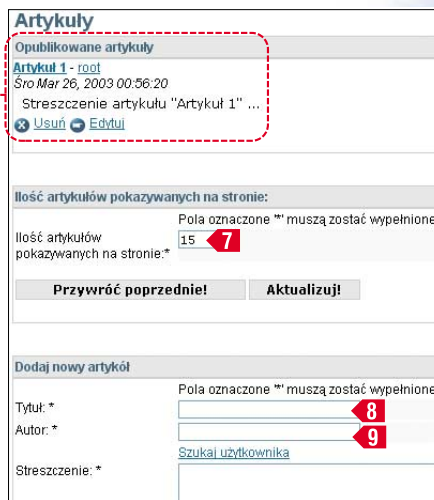 Artykuły
Opublikowane artykuły
Artykuł 1 - root
Śro Mar 26, 2003 00:56:20
Streszczenie artykułu "Artykuł 1" ...
Usuń Edytuj
Ilość artykułów pokazywanych na stronie:
Pola oznaczone '*' muszą zostać wypełnione
Ilość artykułów
pokazywanych na stronie:*
15
7
Przywróć poprzednie! Aktualizuj!
Dodaj nowy artykół
Pola oznaczone '*' muszą zostać wypełnione
Tytuł: *
8
Autor: *
9
Szukaj użytkownika
Streszczenie: *